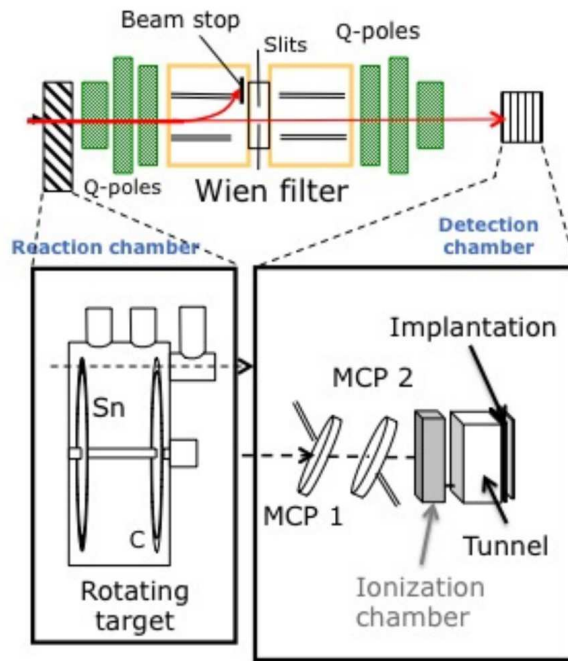 Beam stop
Slits
Q-poles
Q-poles
Wien filter
Reaction chamber
Detection
chamber
Sn
C
Rotating
target
Implantation
MCP 2
MCP 1
Tunnel
Ionization
chamber